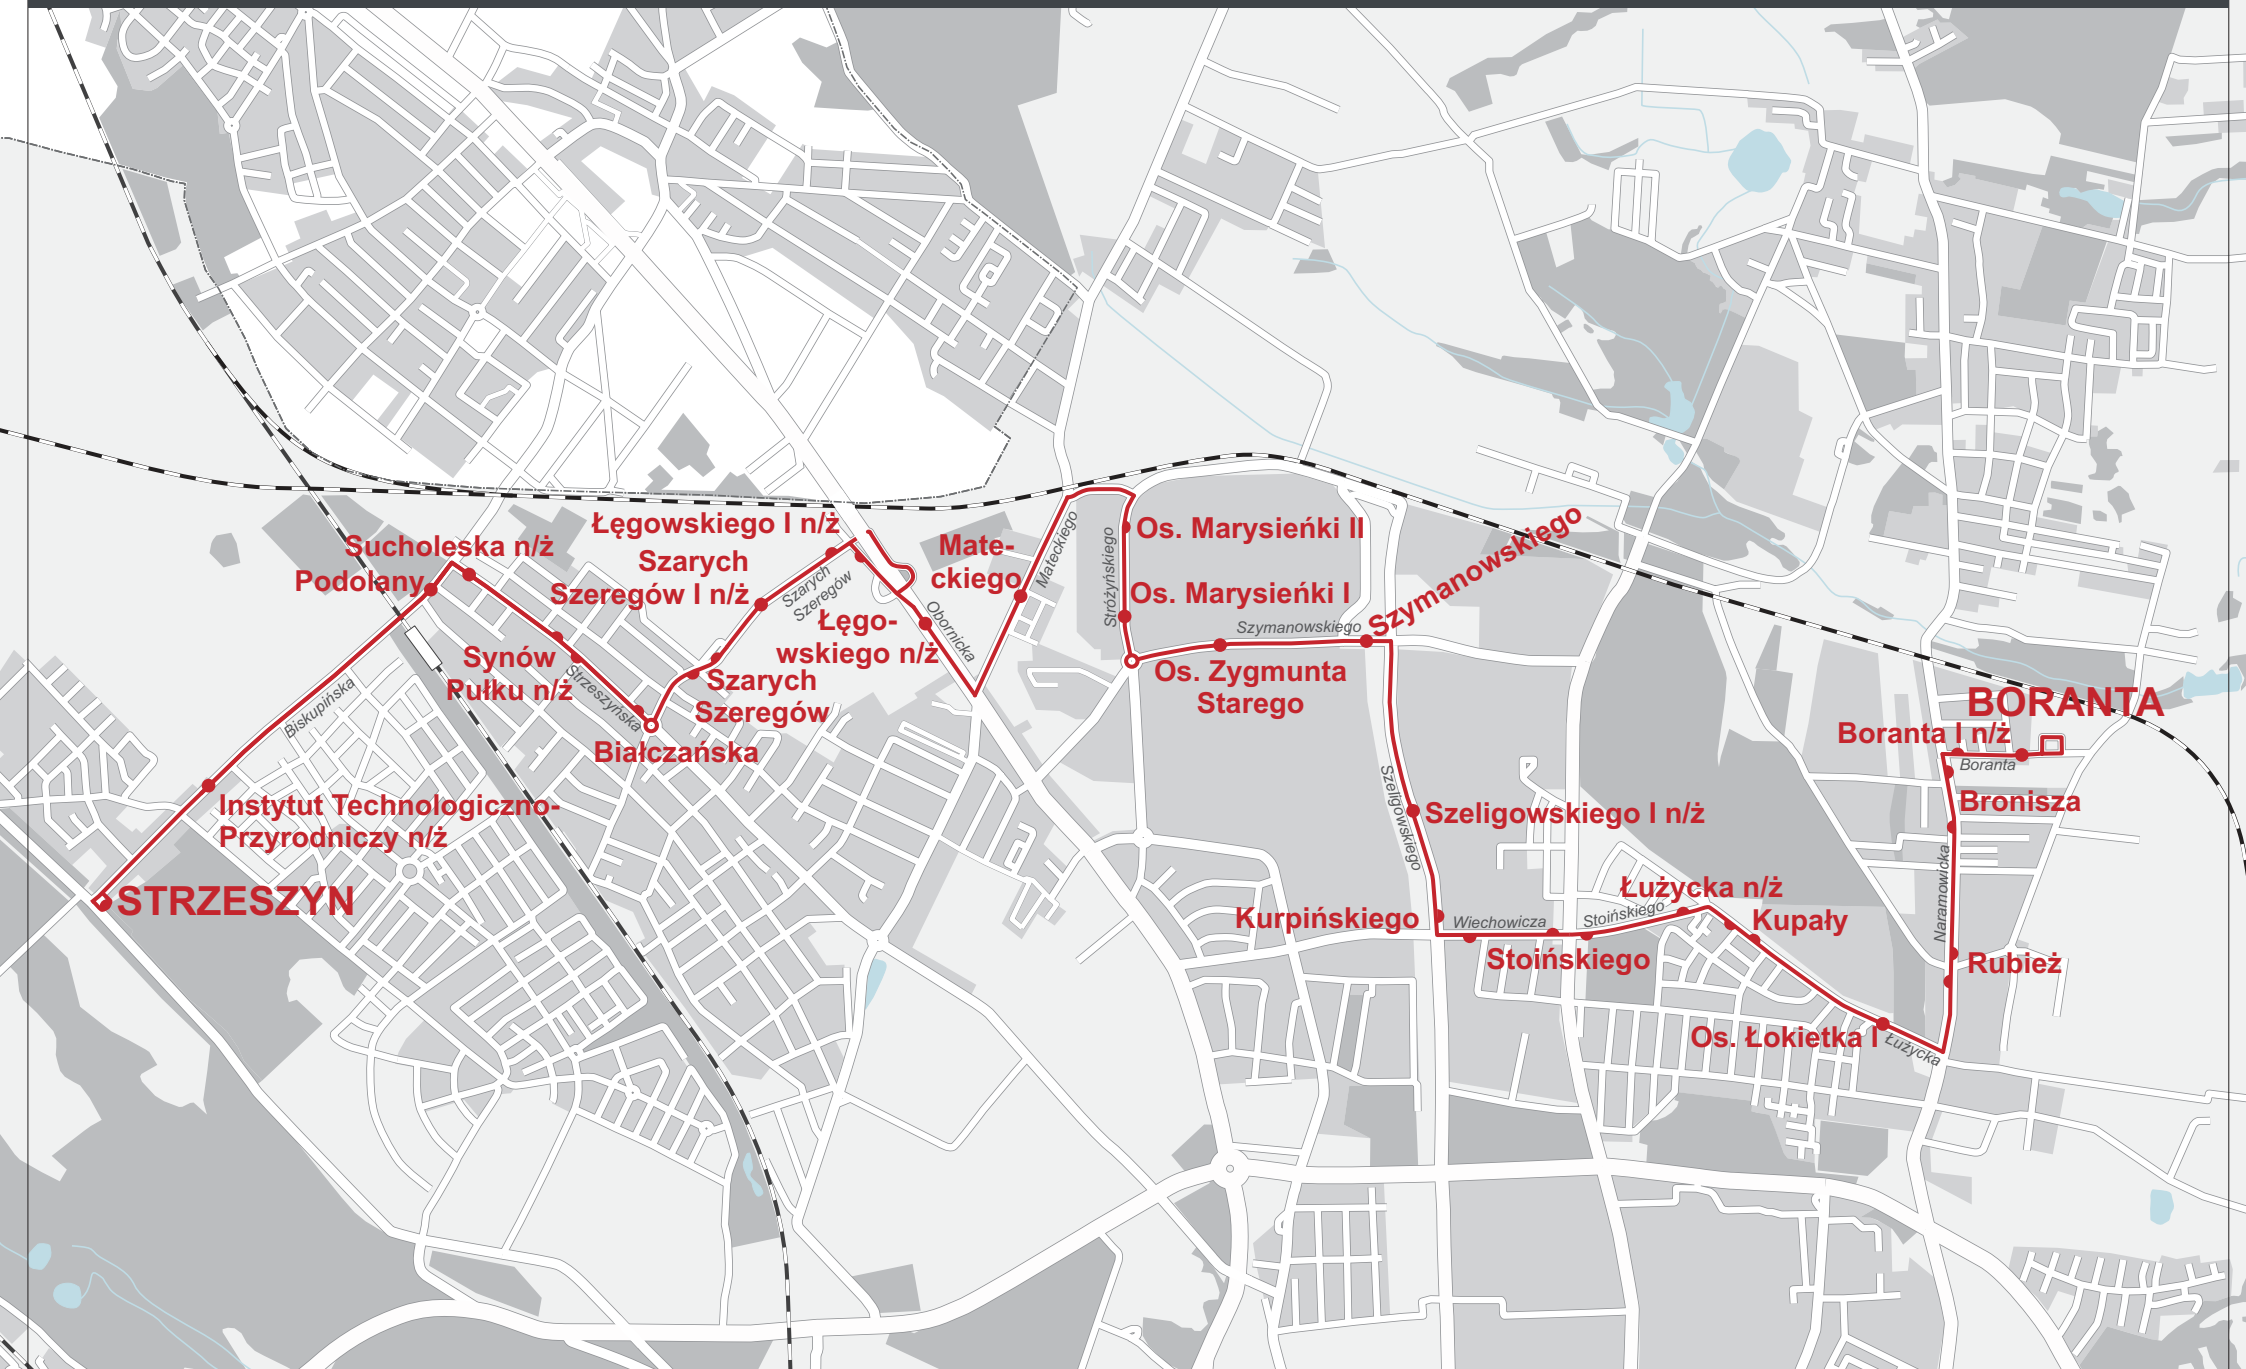 Łęgowskiego I n/ż
Sucholeska n/ż
Podolany
Szarych
Szeregów I n/ż
Szarych
Szeregów
Mate-
ckiego
Mateckiego
Os. Marysieńki II
Stróżyńskiego
Os. Marysieńki I
Szymanowskiego
Szymanowskiego
Łęgo-
wskiego n/ż
Obornicka
Synów
Pułku n/ż
Strzeszyńska
Szarych
Szeregów
Białczańska
Os. Zygmunta
Starego
Biskupińska
Instytut Technologiczno-
Przyrodniczy n/ż
STRZESZYN
BORANTA
Boranta I n/ż
Boranta
Bronisza
Szeligowskiego
Szeligowskiego I n/ż
Naramowicka
Łużycka n/ż
Kurpińskiego
Wiechowicza
Stoińskiego
Kupały
Stoińskiego
Rubież
Os. Łokietka I
Łużycka